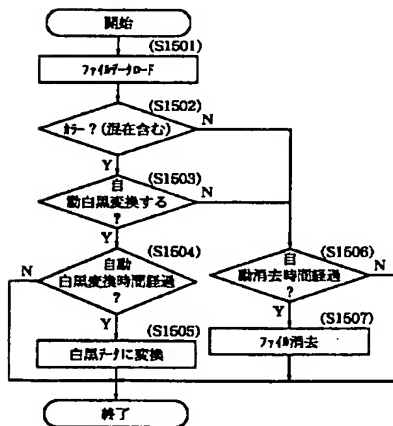 開始
(S1501)
ファイルデータロード
(S1502)
カラー？(混在含む)
N
Y
(S1503)
自
動白黒変換する
？
N
Y
(S1504)
自動
白黒変換時間経過
？
N
Y
(S1506)
自
動消去時間経過
？
N
Y
(S1505)
白黒データに変換
(S1507)
ファイル消去
終了